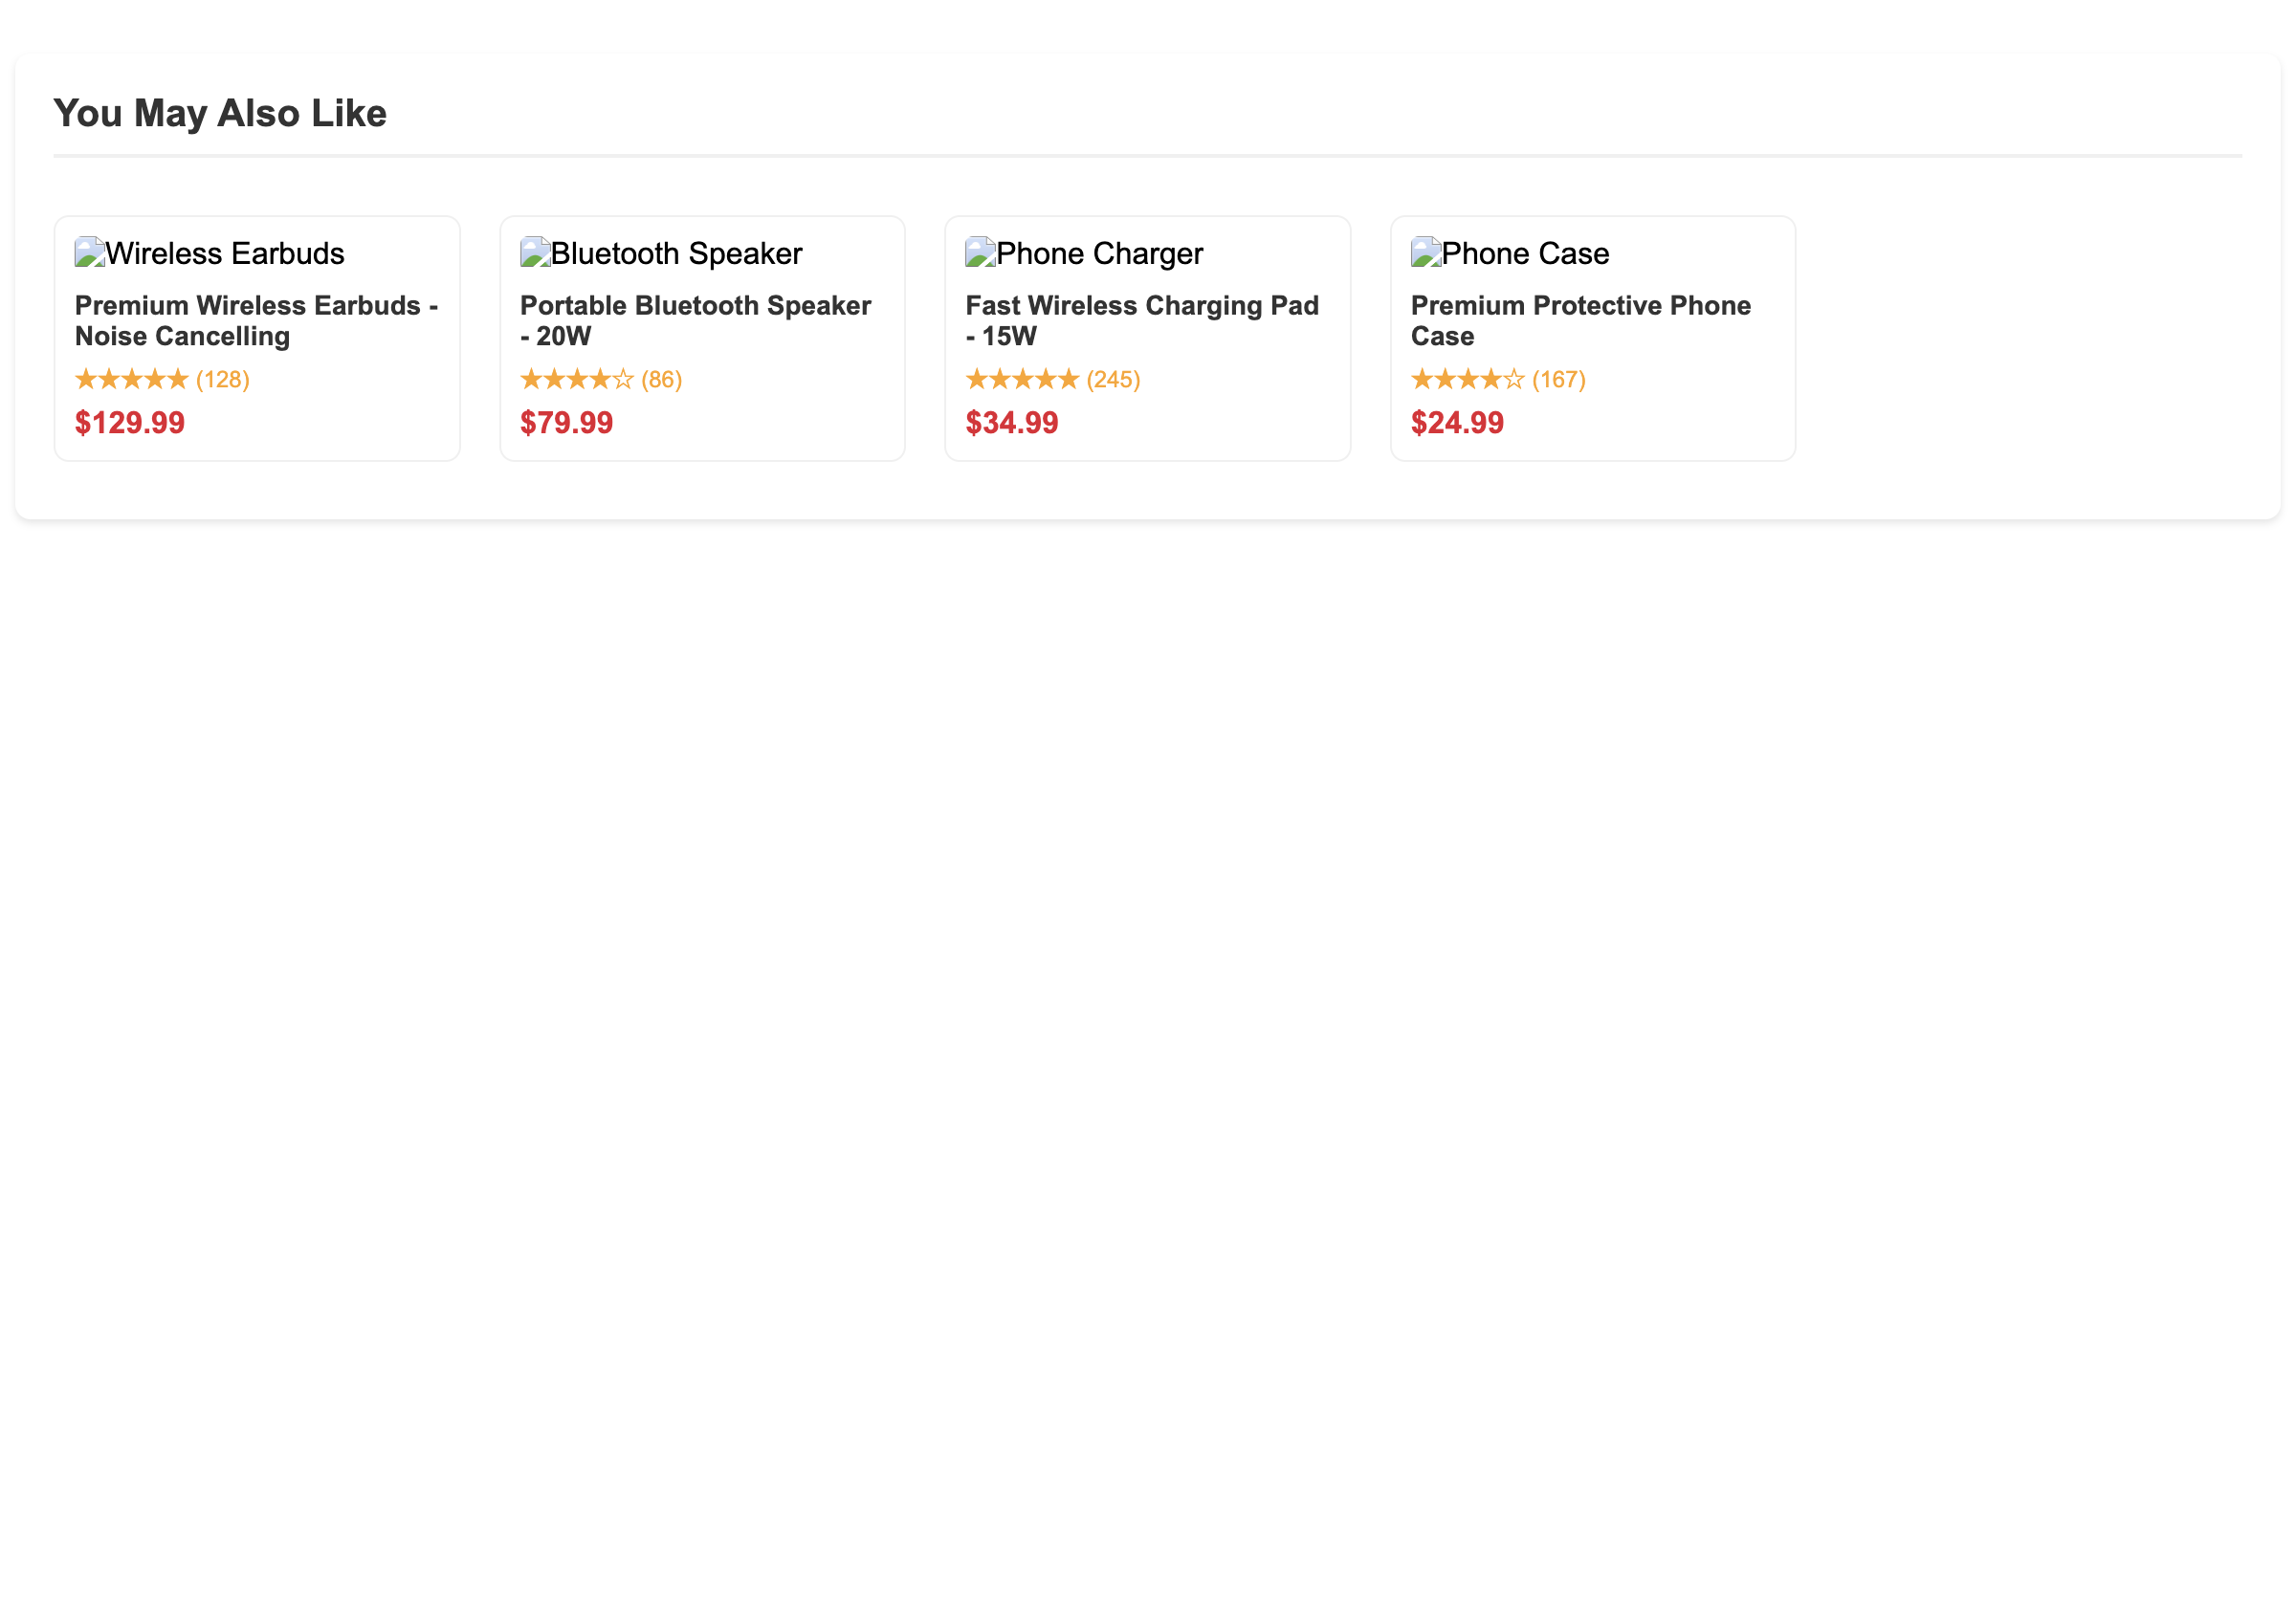 You May Also Like
Wireless Earbuds
Premium Wireless Earbuds -
Noise Cancelling
★★★★★ (128)
$129.99
Bluetooth Speaker
Portable Bluetooth Speaker
- 20W
★★★★☆ (86)
$79.99
Phone Charger
Fast Wireless Charging Pad
- 15W
★★★★★ (245)
$34.99
Phone Case
Premium Protective Phone
Case
★★★★☆ (167)
$24.99